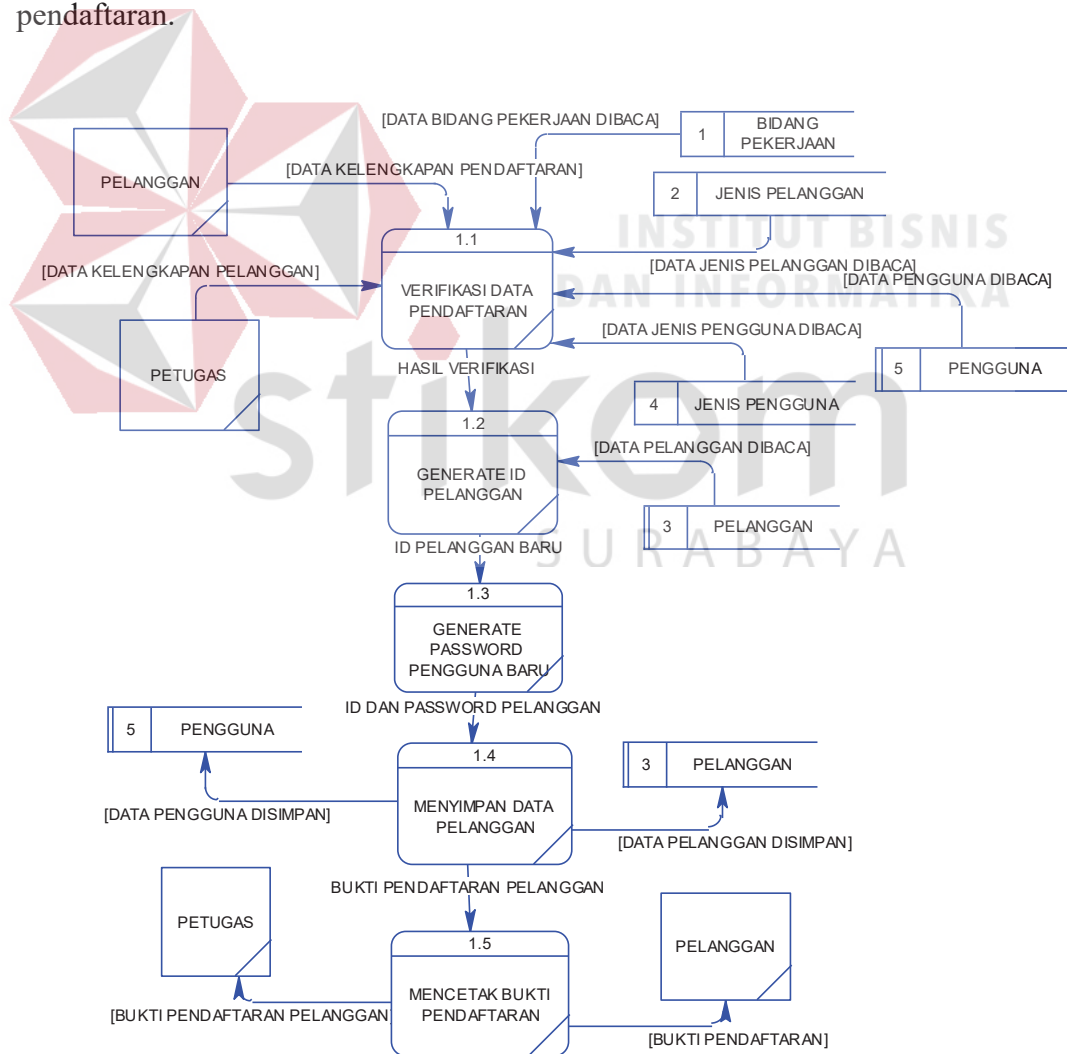 pendaftaran.
[DATA BIDANG PEKERJAAN DIBACA]
1
BIDANG
PEKERJAAN
PELANGGAN
[DATA KELENGKAPAN PENDAFTARAN]
2
JENIS PELANGGAN
INSTITUT BISNIS
DAN INFORMATIKA
stikom
SURABAYA
1.1
VERIFIKASI DATA
PENDAFTARAN
[DATA KELENGKAPAN PELANGGAN]
[DATA JENIS PELANGGAN DIBACA]
[DATA PENGGUNA DIBACA]
[DATA JENIS PENGGUNA DIBACA]
PETUGAS
HASIL VERIFIKASI
5
PENGGUNA
4
JENIS PENGGUNA
1.2
GENERATE ID
PELANGGAN
[DATA PELANGGAN DIBACA]
3
PELANGGAN
ID PELANGGAN BARU
1.3
GENERATE
PASSWORD
PENGGUNA BARU
ID DAN PASSWORD PELANGGAN
5
PENGGUNA
1.4
MENYIMPAN DATA
PELANGGAN
3
PELANGGAN
[DATA PENGGUNA DISIMPAN]
[DATA PELANGGAN DISIMPAN]
BUKTI PENDAFTARAN PELANGGAN
PETUGAS
1.5
MENCETAK BUKTI
PENDAFTARAN
PELANGGAN
[BUKTI PENDAFTARAN PELANGGAN
[BUKTI PENDAFTARAN]